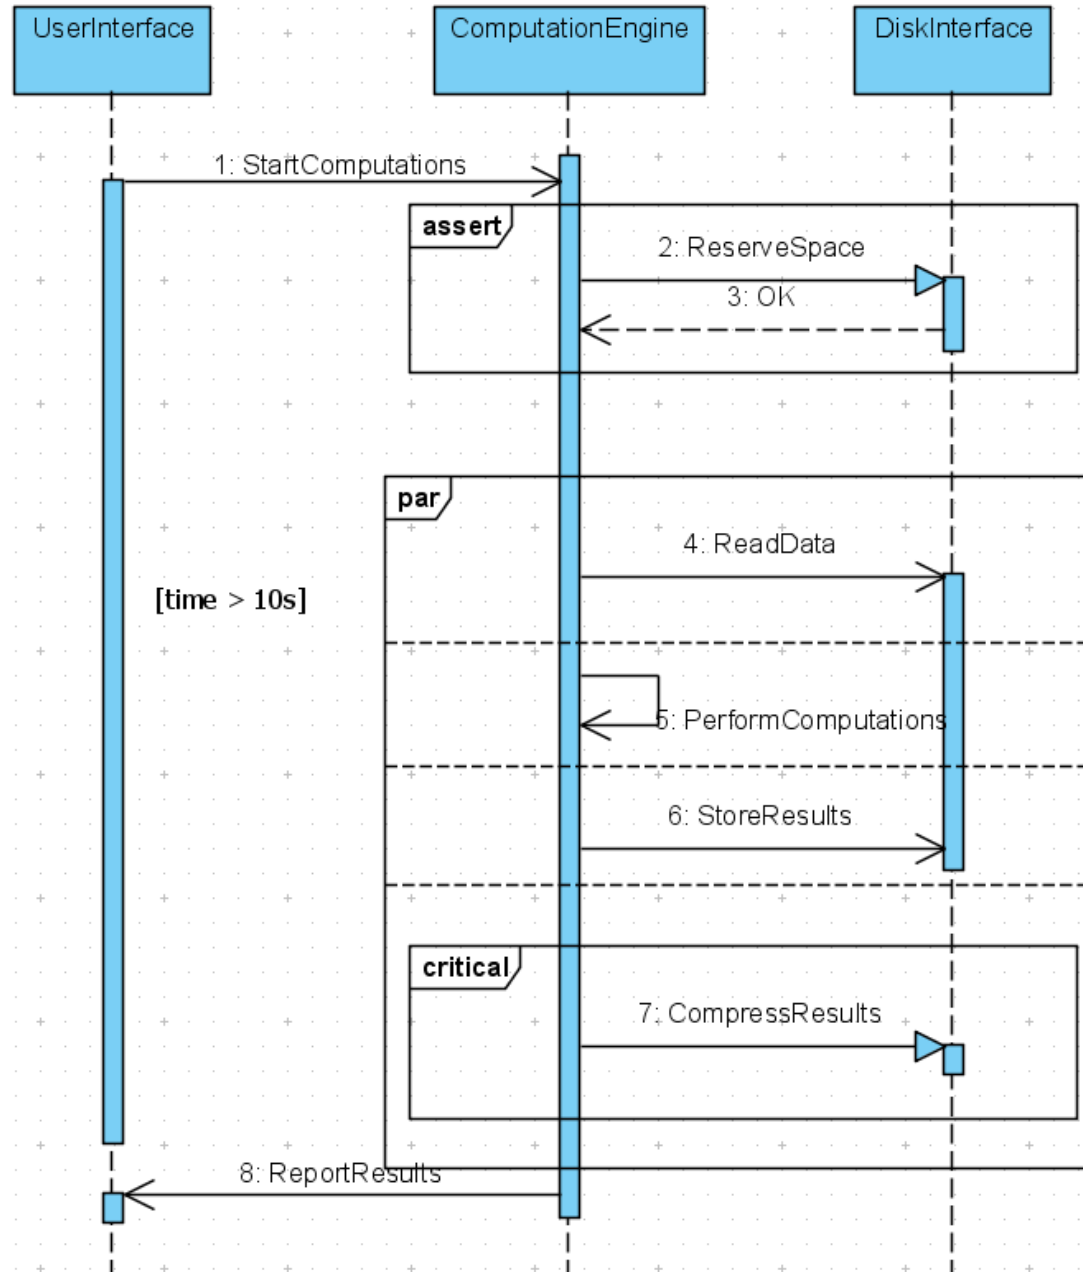 UserInterface
ComputationEngine
DiskInterface
1: StartComputations
assert
2: ReserveSpace
3: OK
par
4: ReadData
[time > 10s]
5: PerformComputations
6: StoreResults
critical
7: CompressResults
8: ReportResults